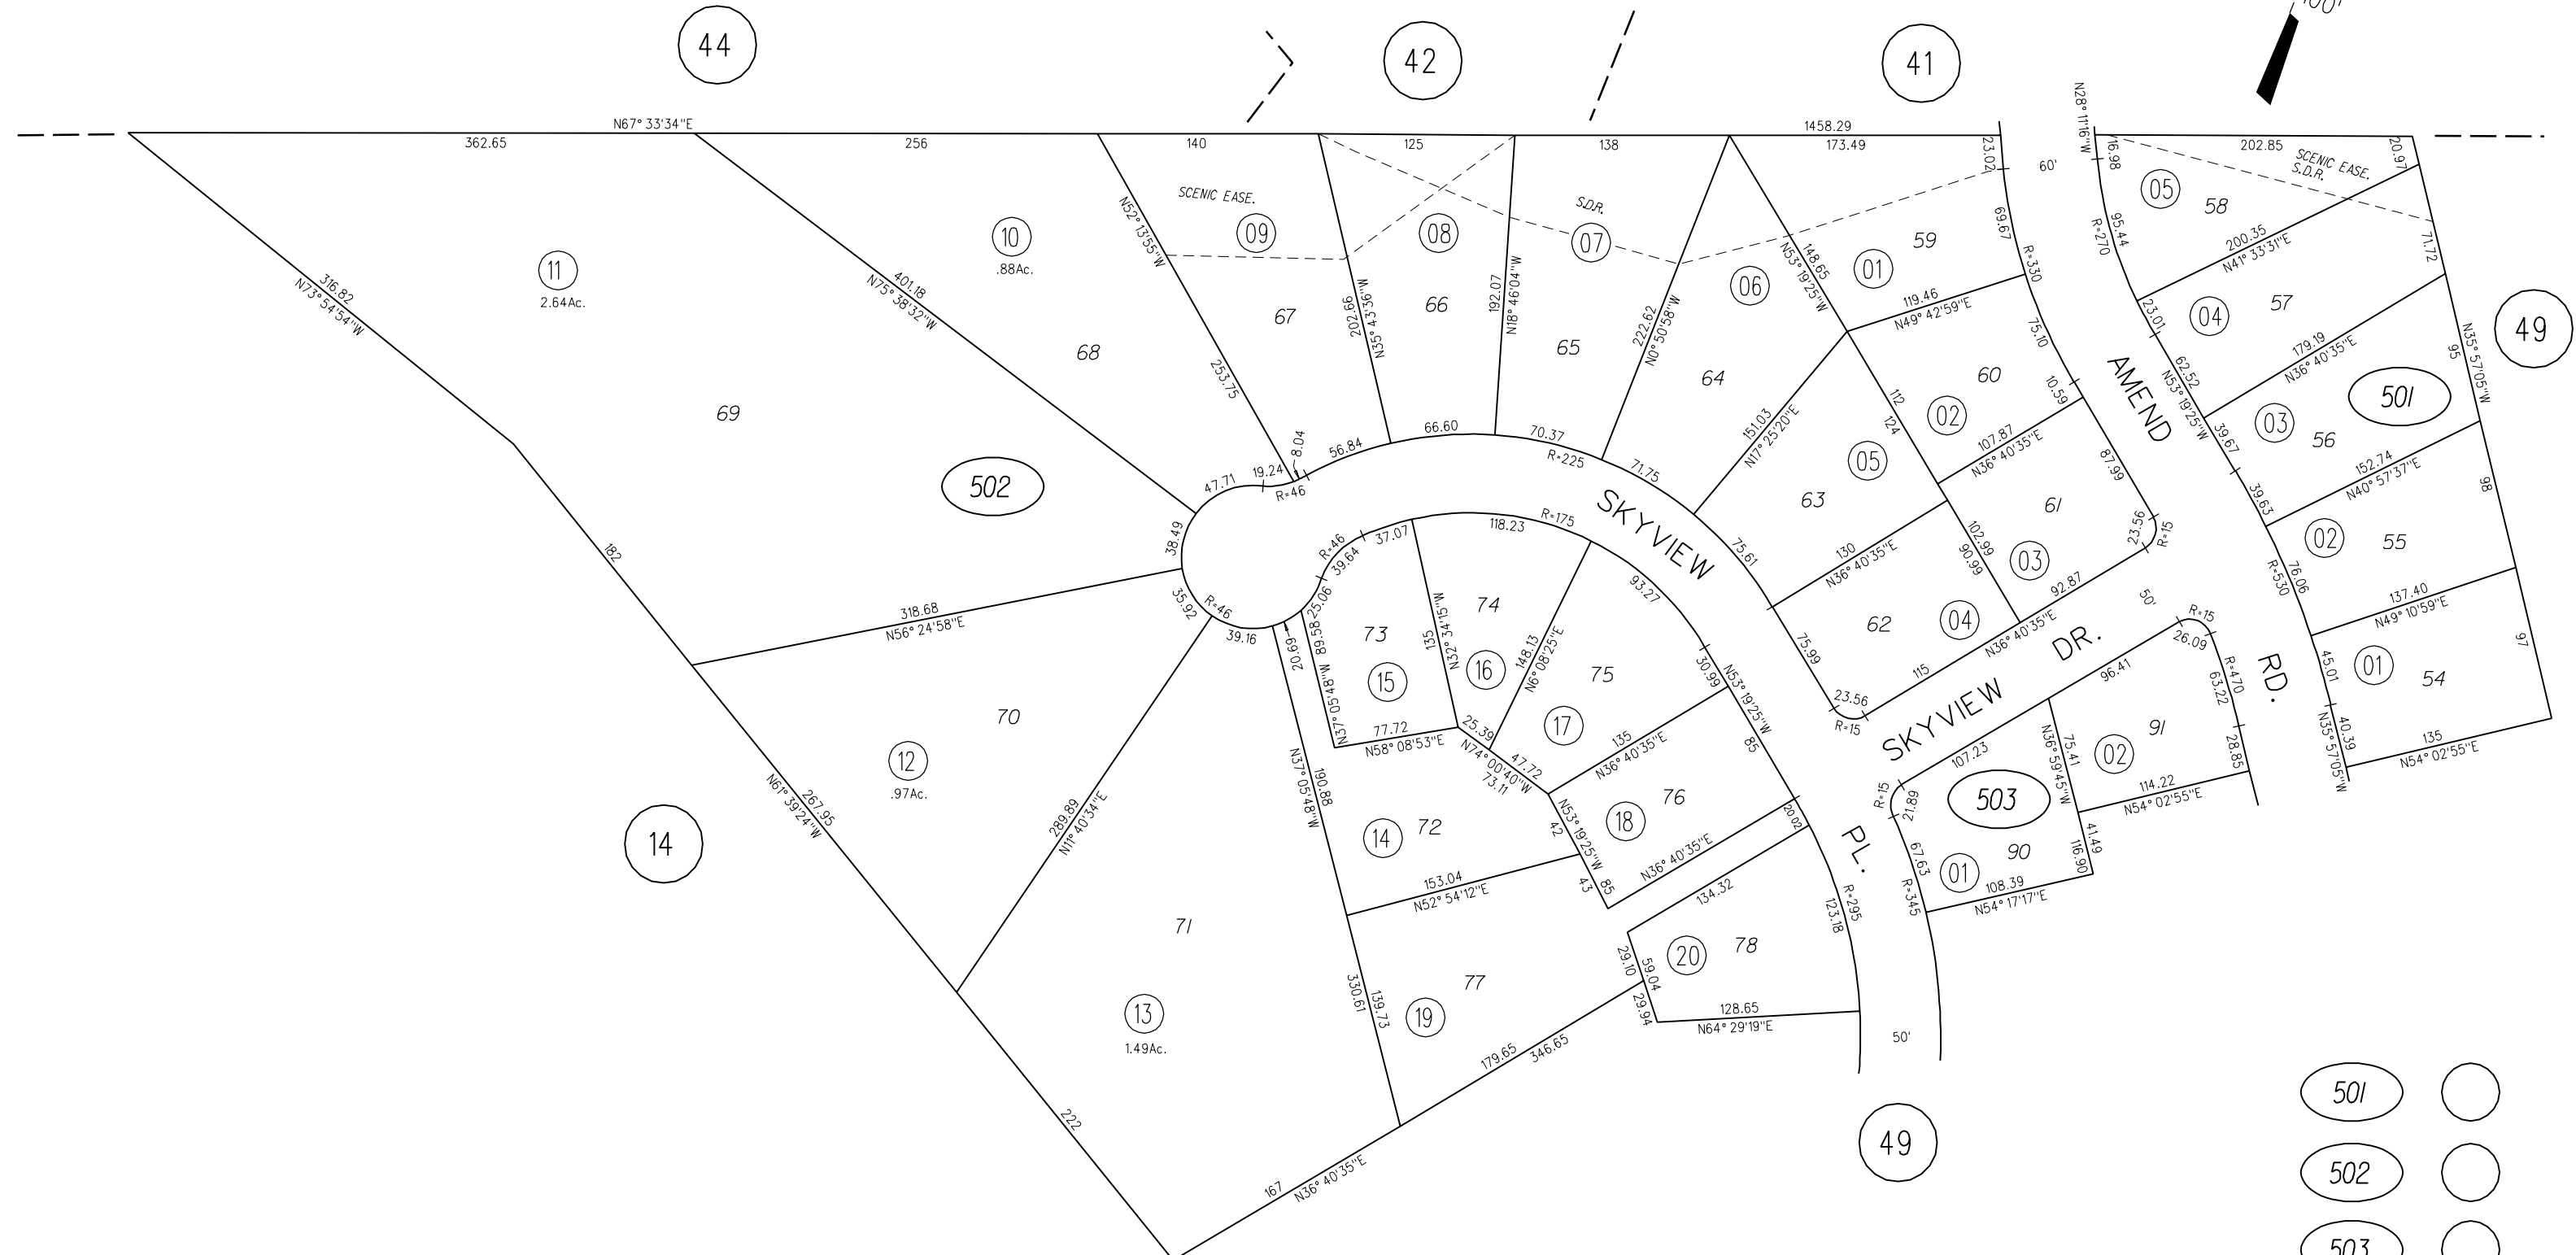 44
42
41
100'
N67° 33'34"E
362.65
256
140
125
138
1458.29
173.49
23.02
60'
N28° 11'16"W
16.98
202.85
SCENIC EASE.
S.D.R.
20.97
SCENIC EASE.
S.D.R.
09
08
07
10
.88Ac.
11
2.64Ac.
316.82
N73° 54'54"W
401.18
N75° 38'32"W
N52° 13'55"W
253.75
67
68
69
202.66
N35° 43'36"W
66
192.07
N18° 46'04"W
65
222.62
N0° 50'58"W
06
64
148.65
N53° 19'25"W
01
59
69.67
R=330
119.46
N49° 42'59"E
75.10
60
10.59
112
124
02
107.87
N36° 40'35"E
87.99
05
63
151.03
N17° 25'20"E
61
23.56
R=15
102.99
90.99
03
92.87
130
N36° 40'35"E
62
04
N36° 40'35"E
115
75.99
23.56
R=15
50'
05
58
95.44
R=270
200.35
N41° 33'31"E
71.72
04
57
23.01
62.52
N53° 19'25"W
179.19
N36° 40'35"E
N35° 57'05"W
95
49
501
AMEND
03
56
39.67
39.63
152.74
N40° 57'37"E
98
02
55
76.06
R=530
137.40
N49° 10'59"E
97
01
54
45.01
40.39
N35° 57'05"W
135
N54° 02'55"E
RD.
502
47.71
19.24
8.04
R=46
56.84
66.60
70.37
R=225
71.75
75.61
SKYVIEW
38.49
35.92
R=46
39.16
20.69
25.06
39.64
R=46
37.07
118.23
R=175
93.27
30.99
N53° 19'25"W
85
182
318.68
N56° 24'58"E
70
12
.97Ac.
14
267.95
N61° 39'24"W
289.89
N11° 40'34"E
71
13
1.49Ac.
222
89.58
N37° 05'48"W
73
15
77.72
N58° 08'53"E
135
N32° 34'15"W
74
16
148.13
N6° 08'25"E
75
17
25.39
47.72
N74° 00'40"W
73.11
135
N36° 40'35"E
190.88
N37° 05'48"W
14
72
76
18
N53° 19'25"W
42
43
85
N36° 40'35"E
20.02
153.04
N52° 54'12"E
134.32
78
20
29.10
59.04
29.94
128.65
N64° 29'19"E
R=295
123.18
77
19
330.61
139.73
179.65
346.65
167
N36° 40'35"E
SKYVIEW
DR.
PL.
96.41
107.23
R=15
26.09
R=470
63.22
28.85
R=15
21.89
503
N36° 59'45"W
75.41
91
02
114.22
N54° 02'55"E
41.49
116.90
90
01
67.63
R=345
108.39
N54° 17'17"E
50'
49
501
502
503